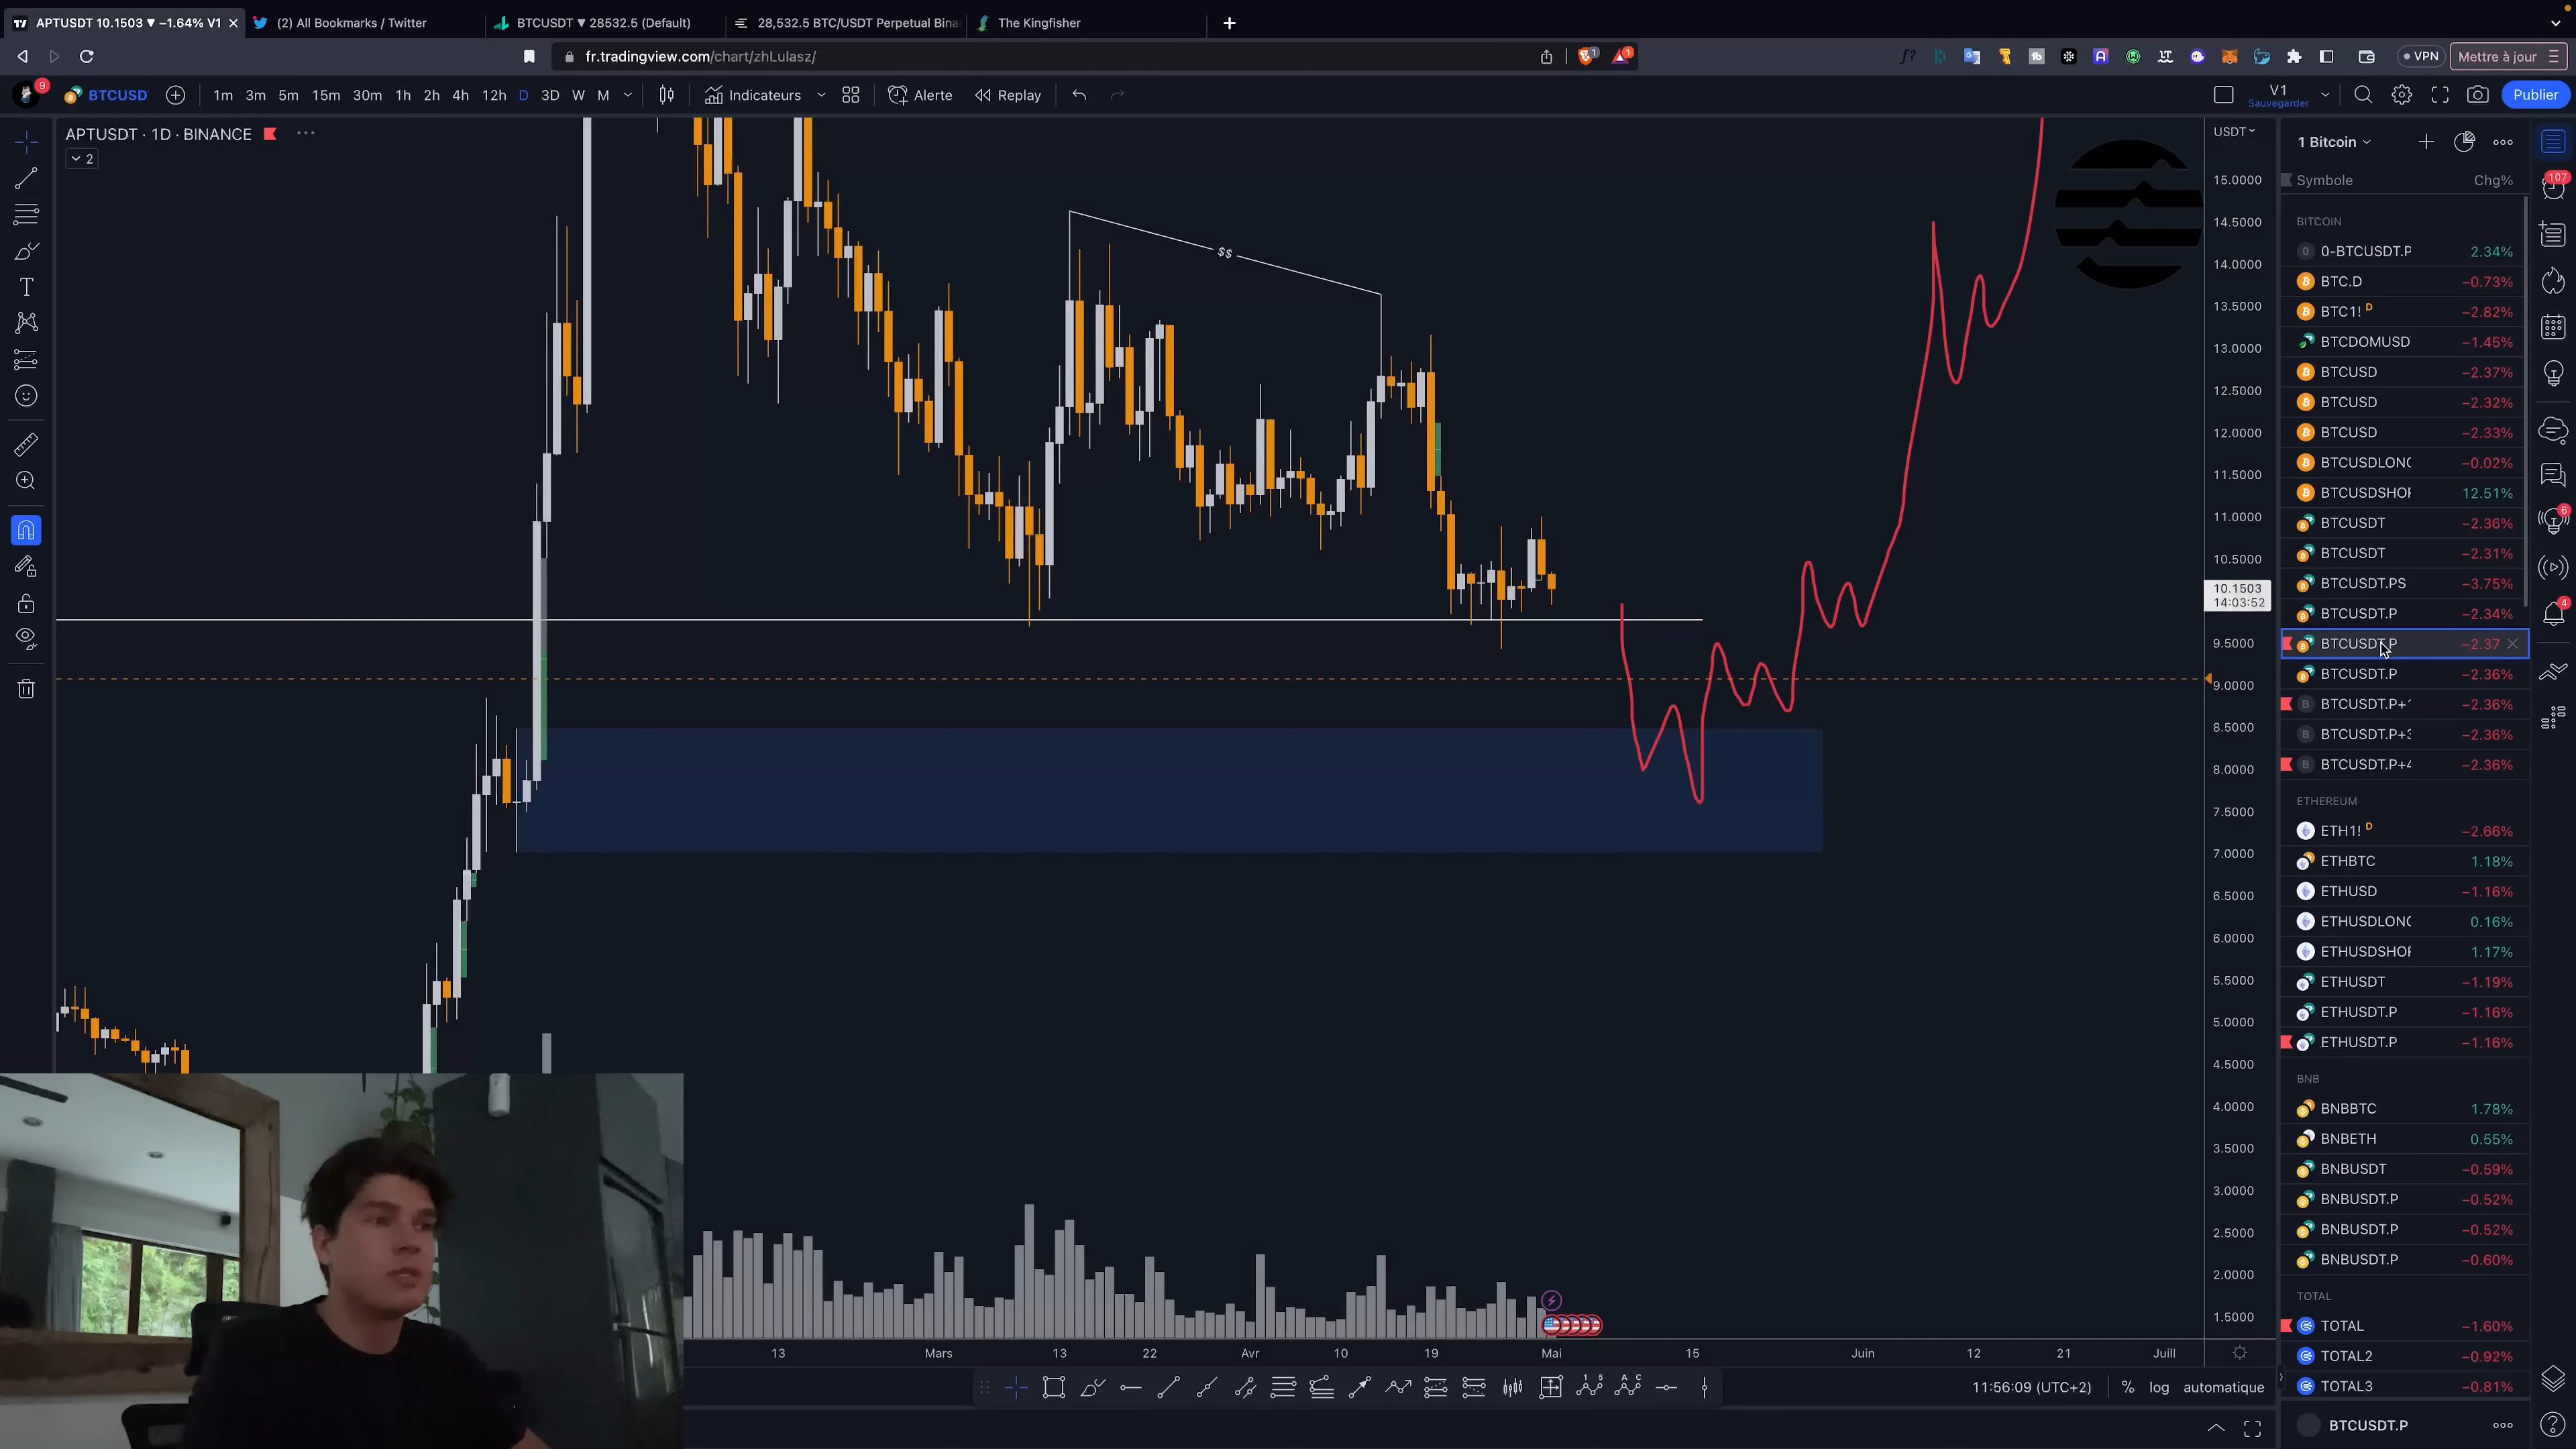 APTUSDT 10.1503 ▼ −1.64% V1
(2) All Bookmarks / Twitter
BTCUSDT ▼ 28532.5 (Default)
28,532.5 BTC/USDT Perpetual Bina
The Kingfisher
fr.tradingview.com/chart/zhLulasz/
VPN
Mettre à jour
9
BTCUSD
1m 3m 5m 15m 30m 1h 2h 4h 12h D 3D W M
Indicateurs
Alerte
Replay
V1
Sauvegarder
Publier
APTUSDT · 1D · BINANCE
2
$$
USDT
15.0000
14.5000
14.0000
13.5000
13.0000
12.5000
12.0000
11.5000
11.0000
10.5000
10.1503
14:03:52
9.5000
9.0000
8.5000
8.0000
7.5000
7.0000
6.5000
6.0000
5.5000
5.0000
4.5000
4.0000
3.5000
3.0000
2.5000
2.0000
1.5000
13 Mars 13 22 Avr 10 19 Mai 15 Juin 12 21 Juill
11:56:09 (UTC+2)
% log automatique
1 Bitcoin
Symbole Chg%
BITCOIN
0-BTCUSDT.P 2.34%
BTC.D −0.73%
BTC1! D −2.82%
BTCDOMUSD −1.45%
BTCUSD −2.37%
BTCUSD −2.32%
BTCUSD −2.33%
BTCUSDLONG −0.02%
BTCUSDSHOR 12.51%
BTCUSDT −2.36%
BTCUSDT −2.31%
BTCUSDT.PS −3.75%
BTCUSDT.P −2.34%
BTCUSDT.P −2.37
BTCUSDT.P −2.36%
BTCUSDT.P+1 −2.36%
BTCUSDT.P+3 −2.36%
BTCUSDT.P+4 −2.36%
ETHEREUM
ETH1! D −2.66%
ETHBTC 1.18%
ETHUSD −1.16%
ETHUSDLONG 0.16%
ETHUSDSHOR 1.17%
ETHUSDT −1.19%
ETHUSDT.P −1.16%
ETHUSDT.P −1.16%
BNB
BNBBTC 1.78%
BNBETH 0.55%
BNBUSDT −0.59%
BNBUSDT.P −0.52%
BNBUSDT.P −0.52%
BNBUSDT.P −0.60%
TOTAL
TOTAL −1.60%
TOTAL2 −0.92%
TOTAL3 −0.81%
BTCUSDT.P
107
6
4